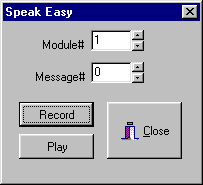 Speak Easy
Module# 1
Message# 0
Record
Close
Play